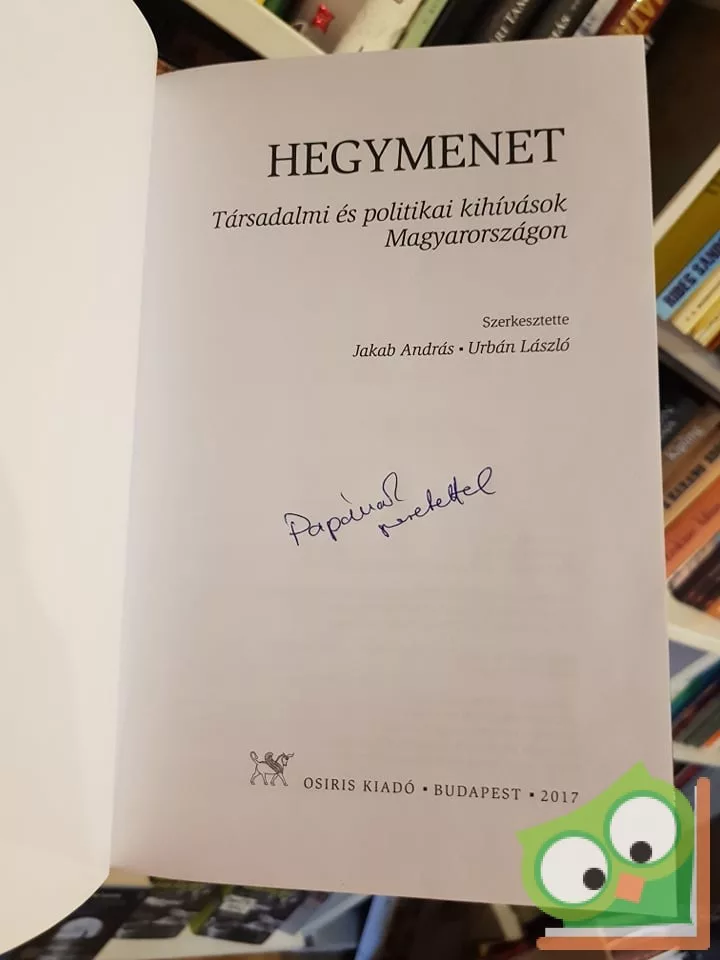 HEGYMENET
Társadalmi és politikai kihívások
Magyarországon
Szerkesztette
Jakab András • Urbán László
Papának
szeretettel
OSIRIS KIADÓ • BUDAPEST • 2017